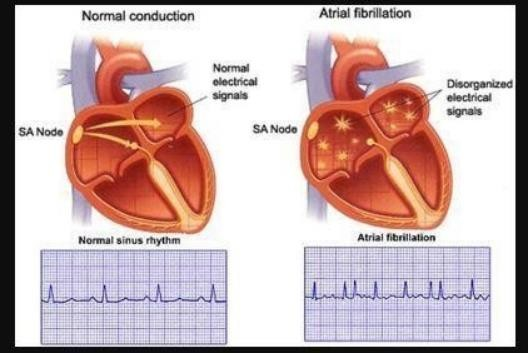 Normal conduction
Normal
electrical
signals
SA Node
Normal sinus rhythm
Atrial fibrillation
Disorganized
electrical
signals
SA Node
Atrial fibrillation